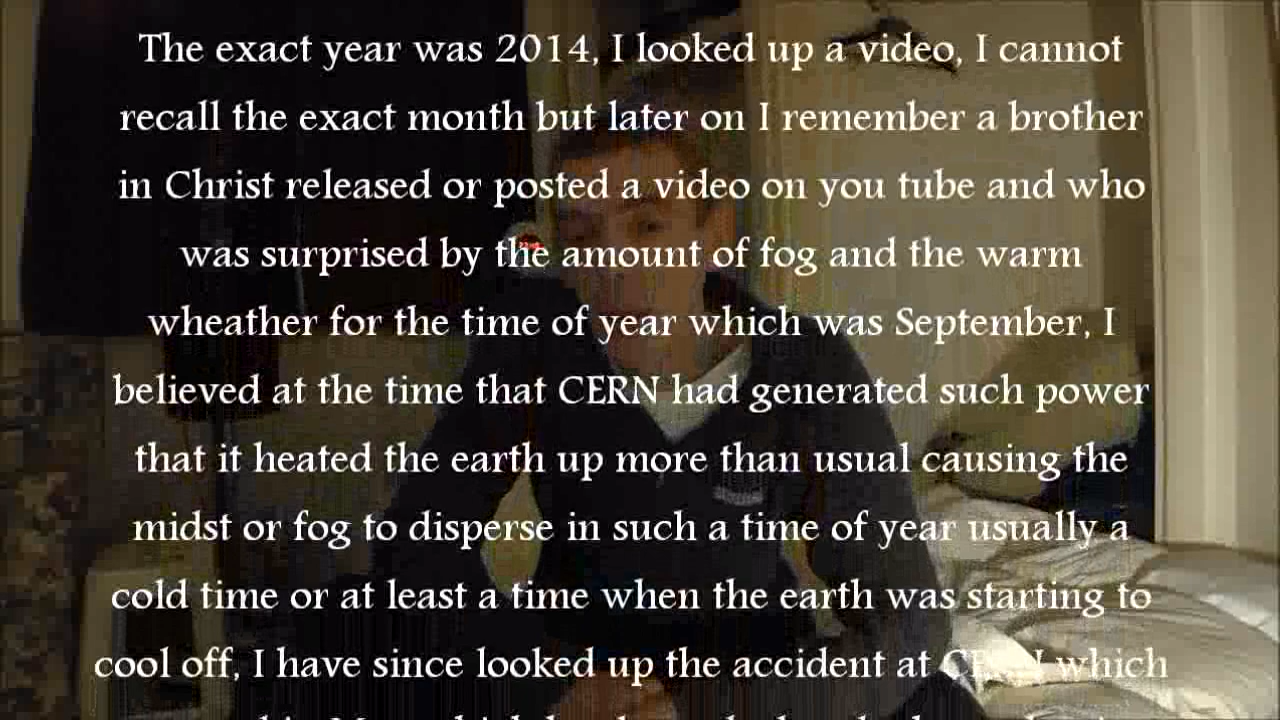 The exact year was 2014, I looked up a video, I cannot
recall the exact month but later on I remember a brother
in Christ released or posted a video on you tube and who
was surprised by the amount of fog and the warm
wheather for the time of year which was September, I
believed at the time that CERN had generated such power
that it heated the earth up more than usual causing the
midst or fog to disperse in such a time of year usually a
cold time or at least a time when the earth was starting to
cool off, I have since looked up the accident at CERN which